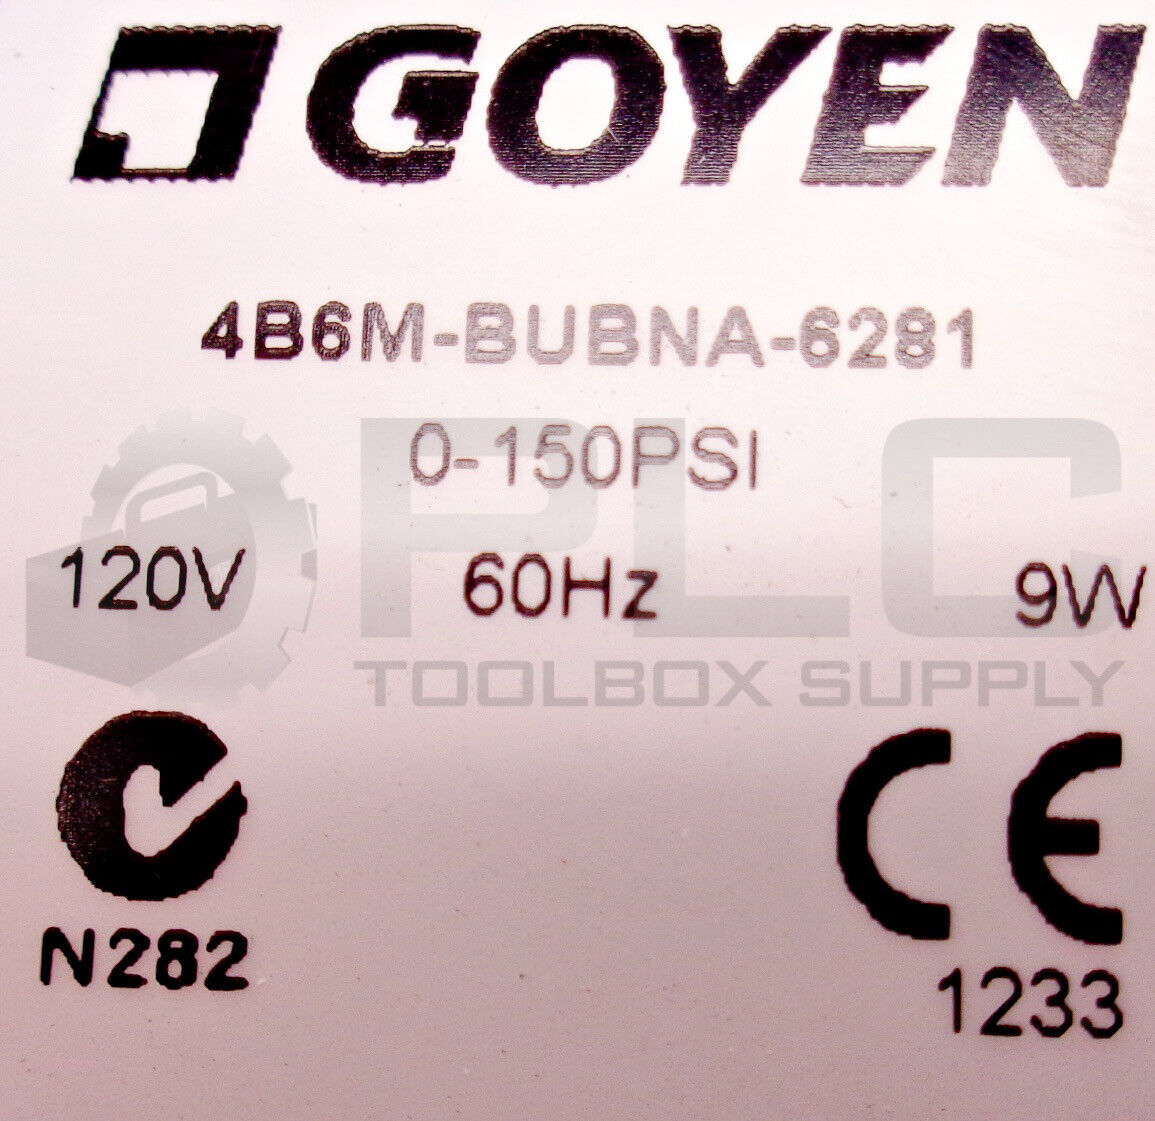 GOYEN
4B6M-BUBNA-6281
0-150PSI
120V 60Hz 9W
PLC
TOOLBOX SUPPLY
CE
N282
1233